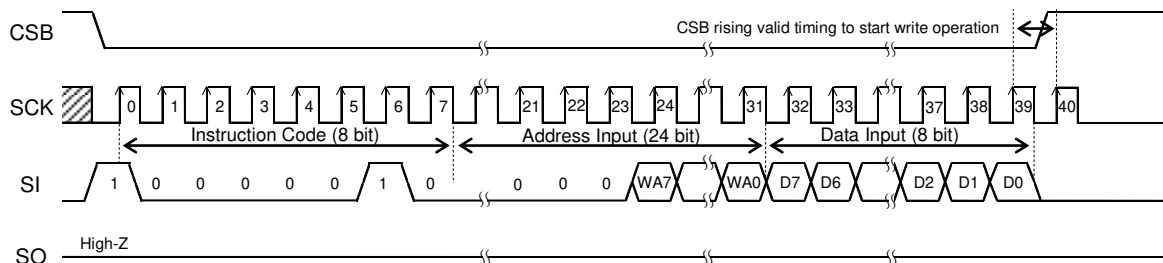 CSB
CSB rising valid timing to start write operation
SCK
0 1 2 3 4 5 6 7 21 22 23 24 31 32 33 37 38 39 40
Instruction Code (8 bit) Address Input (24 bit) Data Input (8 bit)
SI
1 0 0 0 0 0 1 0 0 0 0 WA7 WA0 D7 D6 D2 D1 D0
High-Z
SO